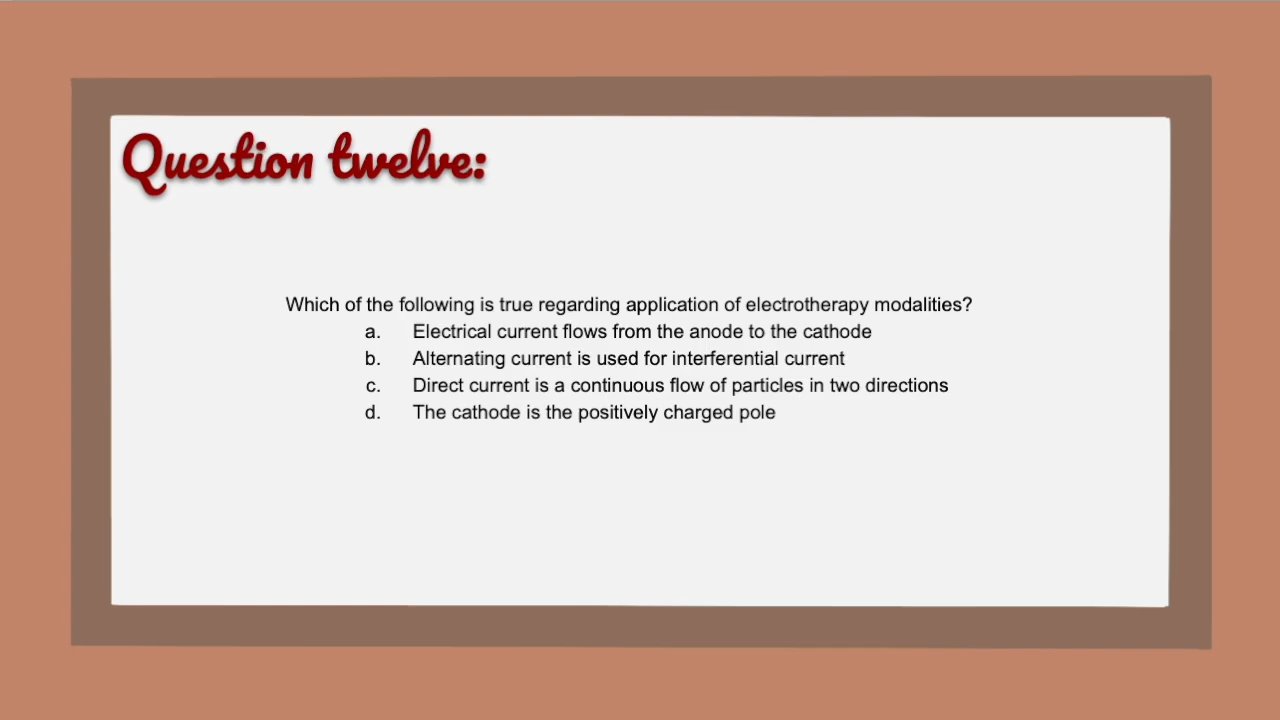 Question twelve:
Which of the following is true regarding application of electrotherapy modalities?
a. Electrical current flows from the anode to the cathode
b. Alternating current is used for interferential current
c. Direct current is a continuous flow of particles in two directions
d. The cathode is the positively charged pole